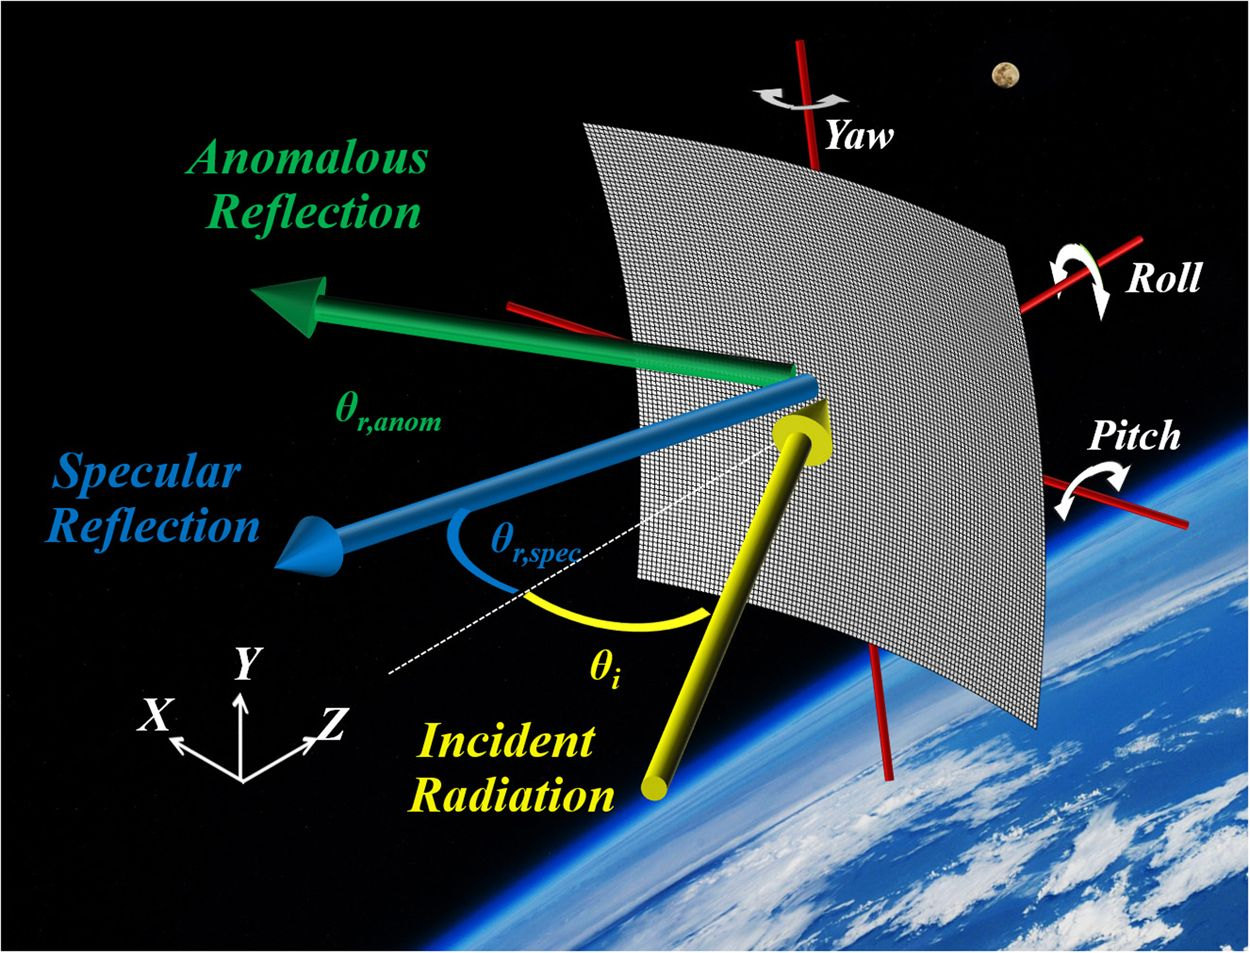 Yaw
Anomalous
Reflection
Roll
θr,anom
Pitch
Specular
Reflection
θr,spec
Y
θi
X
Z
Incident
Radiation